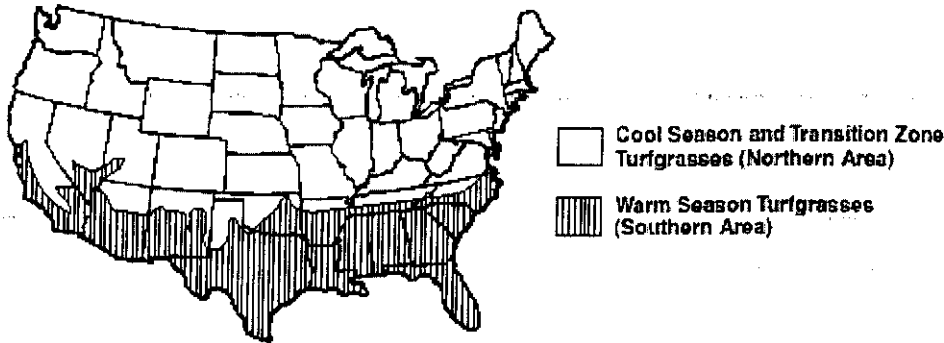 Cool Season and Transition Zone
Turfgrasses (Northern Area)
Warm Season Turfgrasses
(Southern Area)